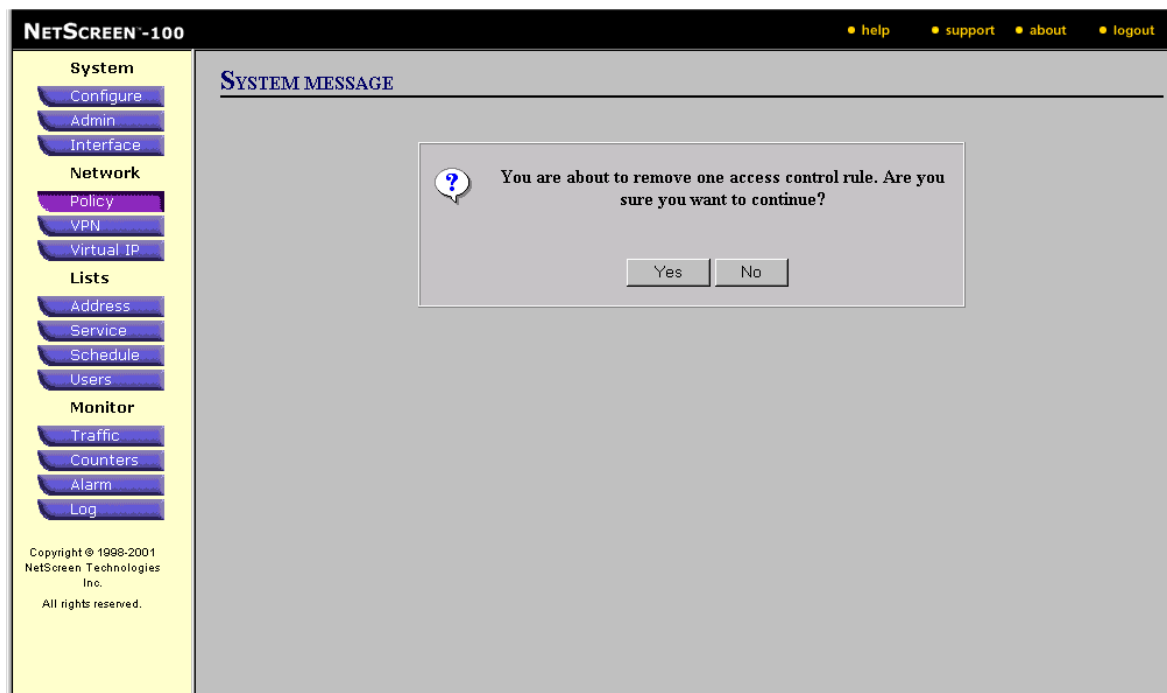 NETSCREEN™-100
help support about logout
System
Configure
Admin
Interface
Network
Policy
VPN
Virtual IP
Lists
Address
Service
Schedule
Users
Monitor
Traffic
Counters
Alarm
Log
Copyright © 1998-2001
NetScreen Technologies
Inc.
All rights reserved.
SYSTEM MESSAGE
?
You are about to remove one access control rule. Are you
sure you want to continue?
Yes No